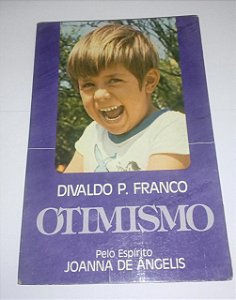 DIVALDO P. FRANCO
OTIMISMO
Pelo Espírito
JOANNA DE ÂNGELIS